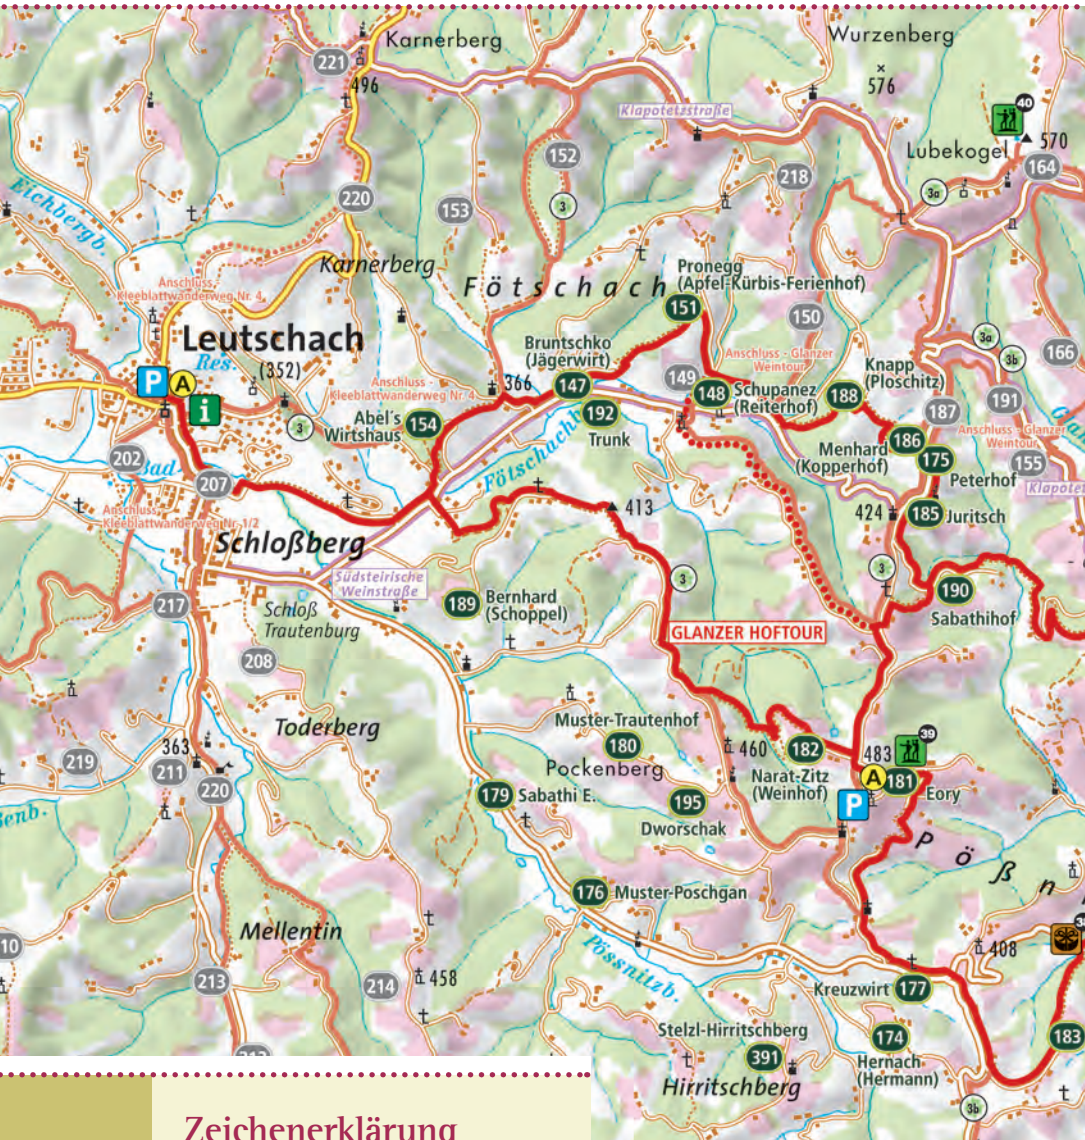 Karnerberg
Wurzenberg
221
496
576
Klapotetzstraße
40
570
Lubekogel
164
152
218
3a
Eichbergb.
220
153
3
Karnerberg
Fötschach
Pronegg
(Apfel-Kürbis-Ferienhof)
151
150
Anschluss -
Kleeblattwanderweg Nr. 4
Leutschach
Res.
(352)
Bruntschko
(Jägerwirt)
Anschluss - Glanzer
Weintour
3a
3b
166
P
A
i
Anschluss -
Kleeblattwanderweg Nr. 4
366
147
149
148
Schupanez
(Reiterhof)
Knapp
(Ploschitz)
188
187
191
3
Abel´s
Wirtshaus
154
192
Trunk
Menhard
(Kopperhof)
186
175
Peterhof
Anschluss - Glanzer
Weintour
155
202
Bad
207
Fötschachb.
Klapotet
Anschluss
Kleeblattwanderweg Nr. 1/2
413
424
185
Juritsch
Schloßberg
Südsteirische
Weinstraße
3
3
190
Sabathihof
217
Schloß
Trautenburg
189
Bernhard
(Schoppel)
GLANZER HOFTOUR
208
Toderberg
Muster-Trautenhof
180
Pockenberg
460
182
Narat-Zitz
(Weinhof)
483
39
A
181
Eory
P
219
363
211
220
179
Sabathi E.
195
Dworschak
Pößn
176
Muster-Poschgan
Mellentin
458
213
214
Pössnitzb.
408
Kreuzwirt
177
Stelzl-Hirritschberg
391
Hirritschberg
174
Hernach
(Hermann)
183
3b
Zeichenerklärung